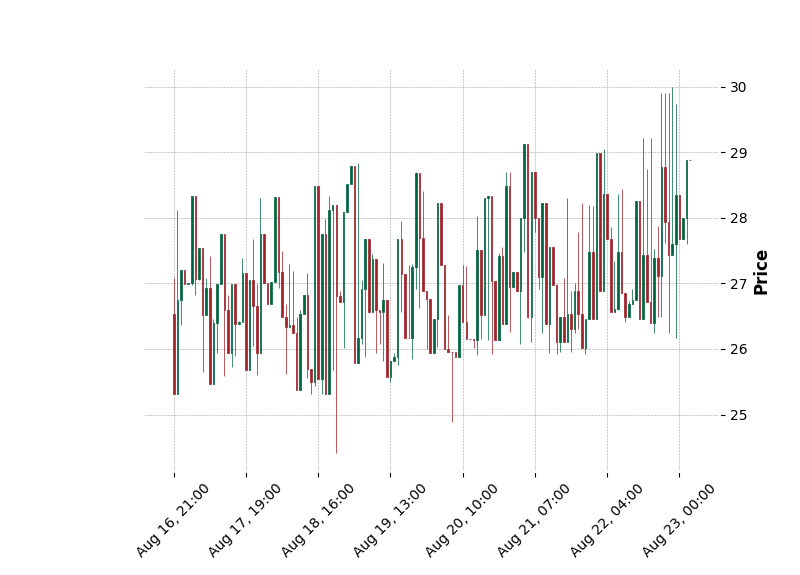 30
29
28
27
26
25
Price
Aug 16, 21:00
Aug 17, 19:00
Aug 18, 16:00
Aug 19, 13:00
Aug 20, 10:00
Aug 21, 07:00
Aug 22, 04:00
Aug 23, 00:00